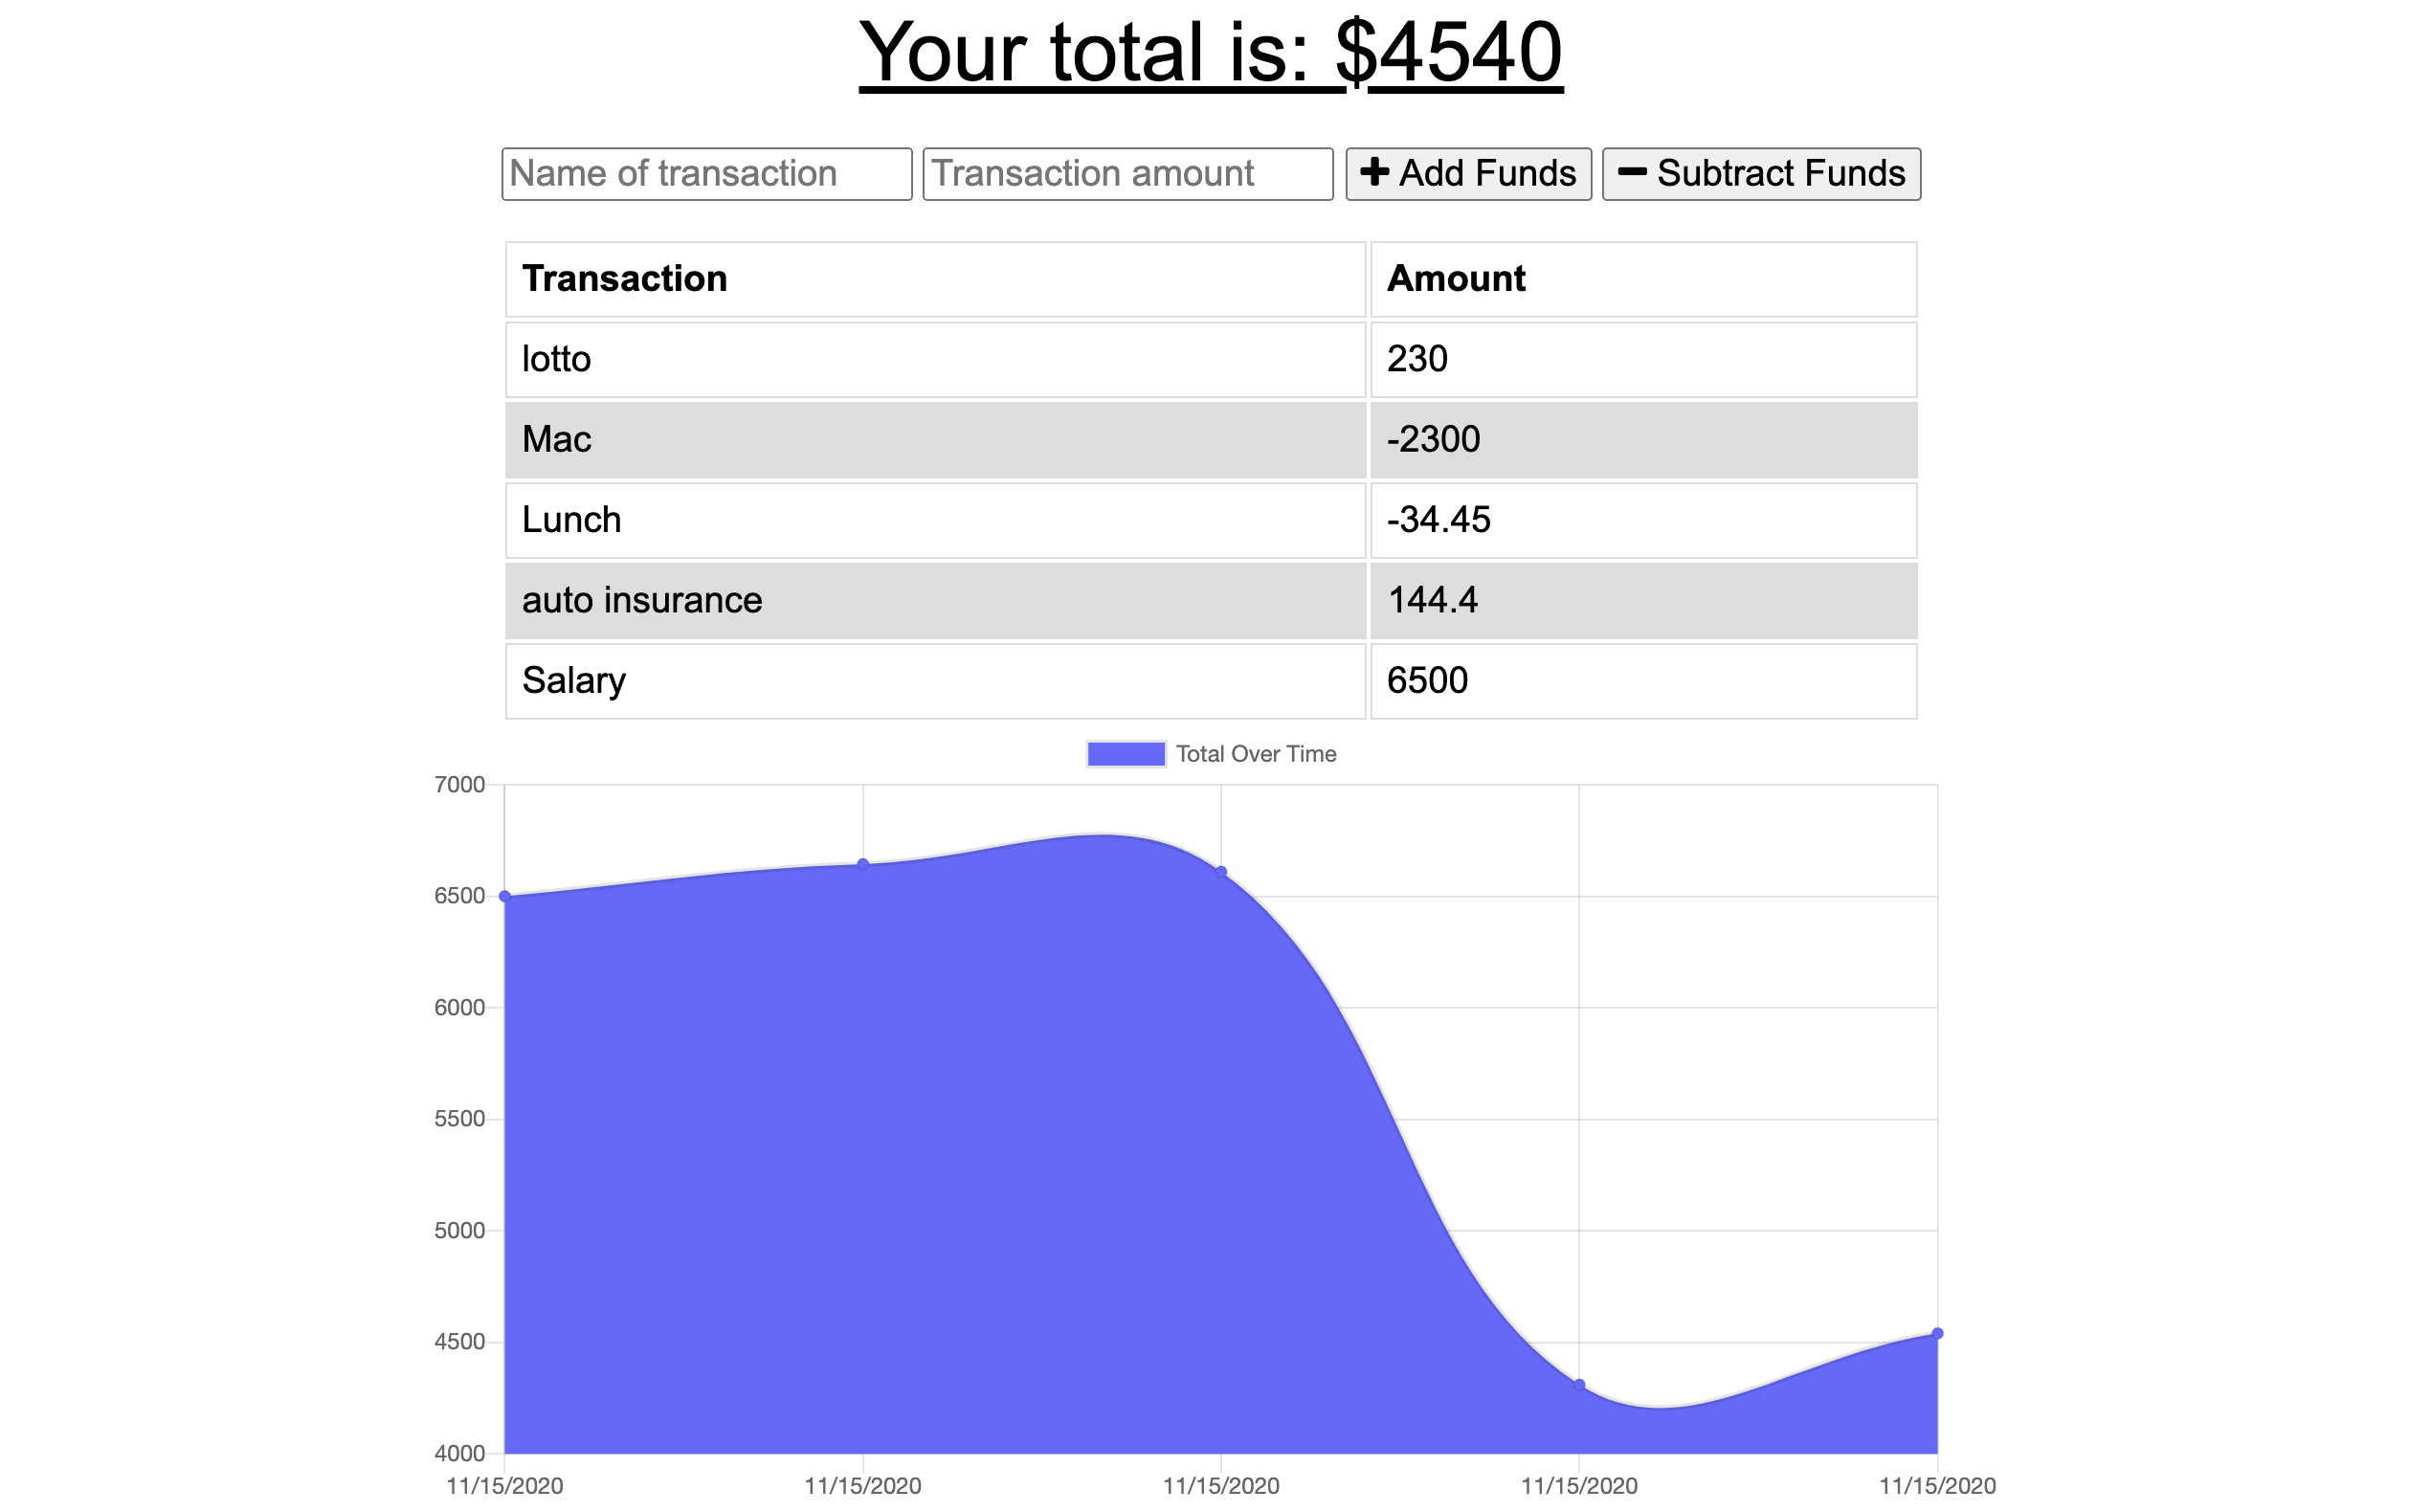 Your total is: $4540
Name of transaction Transaction amount Add Funds Subtract Funds
Transaction Amount
lotto 230
Mac -2300
Lunch -34.45
auto insurance 144.4
Salary 6500
Total Over Time
7000
6500
6000
5500
5000
4500
4000
11/15/2020 11/15/2020 11/15/2020 11/15/2020 11/15/2020